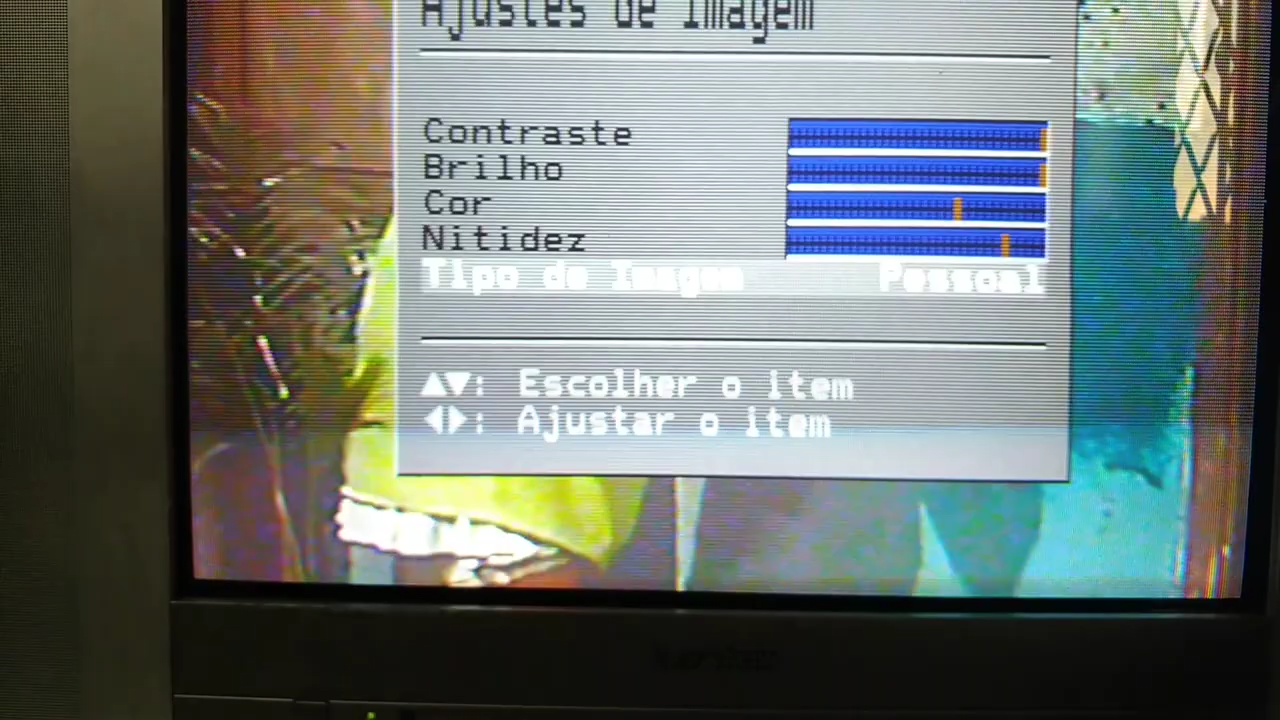 Ajustes de Imagem
Contraste
Brilho
Cor
Nitidez
Tipo de Imagem Pessoal
▲▼: Escolher o item
◀▶: Ajustar o item